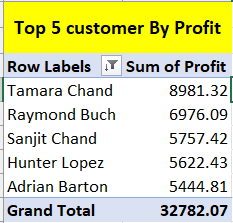 Top 5 customer By Profit
Row Labels Sum of Profit
Tamara Chand 8981.32
Raymond Buch 6976.09
Sanjit Chand 5757.42
Hunter Lopez 5622.43
Adrian Barton 5444.81
Grand Total 32782.07